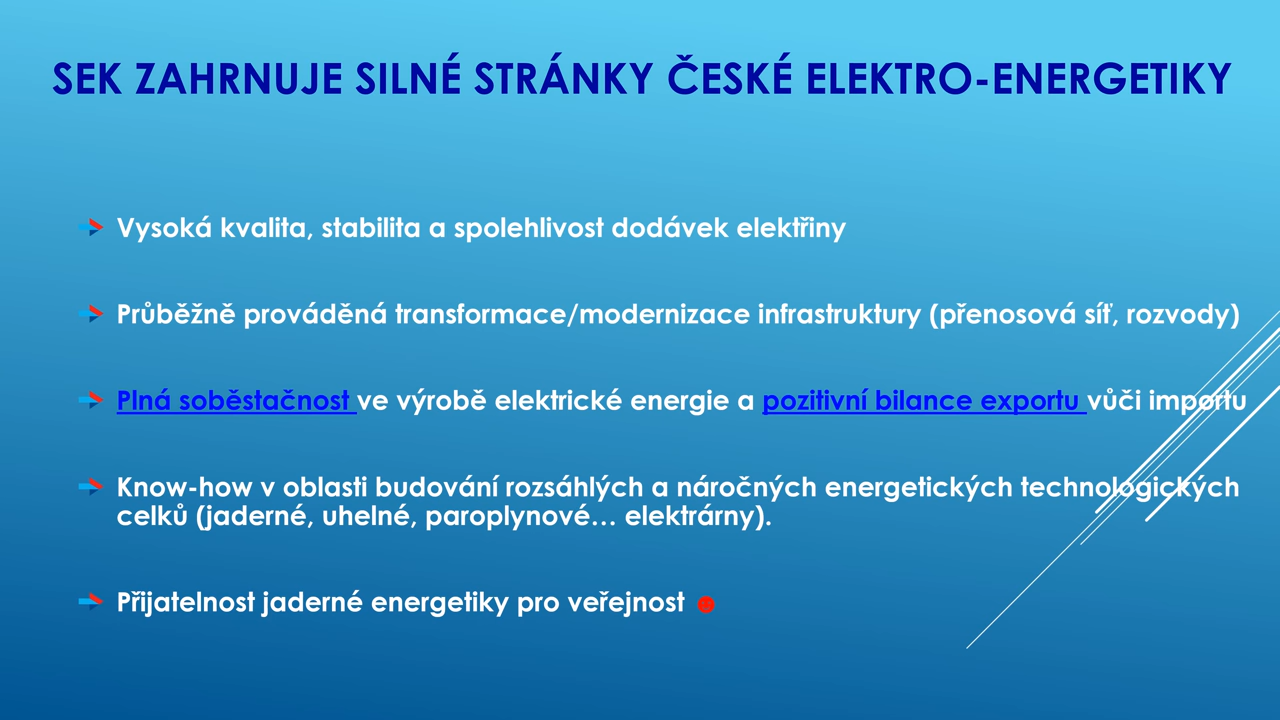 SEK ZAHRNUJE SILNÉ STRÁNKY ČESKÉ ELEKTRO-ENERGETIKY
Vysoká kvalita, stabilita a spolehlivost dodávek elektřiny
Průběžně prováděná transformace/modernizace infrastruktury (přenosová síť, rozvody)
Plná soběstačnost ve výrobě elektrické energie a pozitivní bilance exportu vůči importu
Know-how v oblasti budování rozsáhlých a náročných energetických technologických
celků (jaderné, uhelné, paroplynové… elektrárny).
Přijatelnost jaderné energetiky pro veřejnost ☻